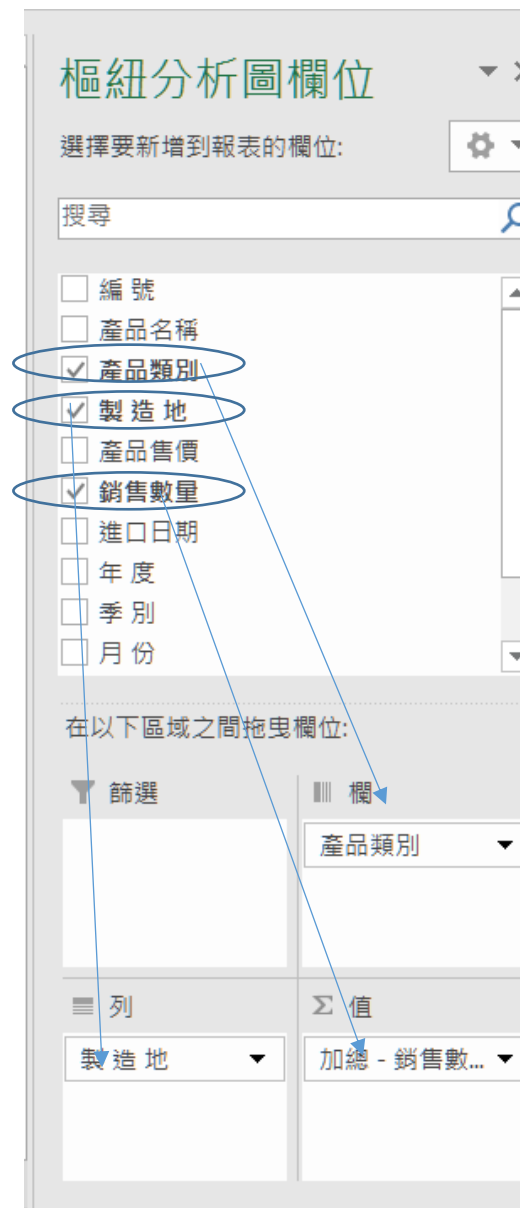 樞紐分析圖欄位
選擇要新增到報表的欄位:
搜尋
編 號
產品名稱
產品類別
製 造 地
產品售價
銷售數量
進口日期
年 度
季 別
月 份
在以下區域之間拖曳欄位:
篩選
欄
產品類別
列
Σ 值
製 造 地
加總 - 銷售數...